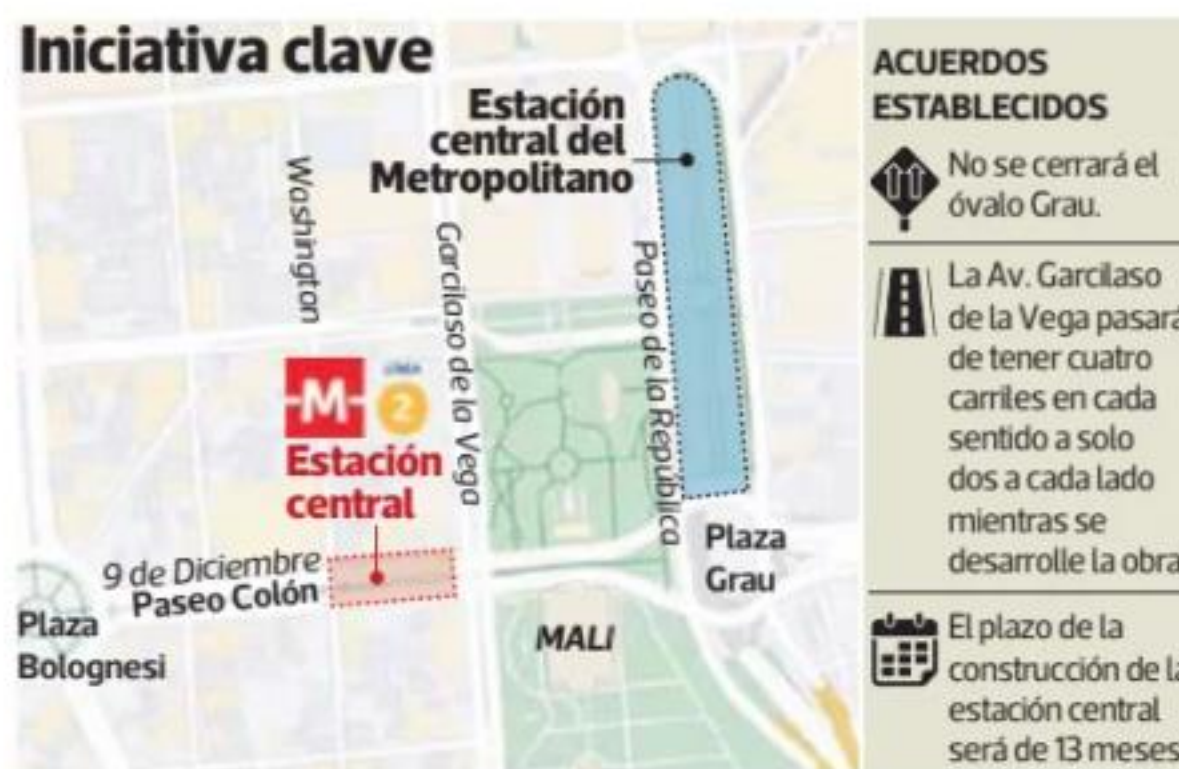 Iniciativa clave
Estación
central del
Metropolitano
Washington
Garcilaso de la Vega
Paseo de la República
M
LÍNEA
2
Estación
central
9 de Diciembre
Paseo Colón
Plaza
Bolognesi
MALI
Plaza
Grau
ACUERDOS
ESTABLECIDOS
No se cerrará el
óvalo Grau.
La Av. Garcilaso
de la Vega pasará
de tener cuatro
carriles en cada
sentido a solo
dos a cada lado
mientras se
desarrolle la obra
El plazo de la
construcción de la
estación central
será de 13 meses